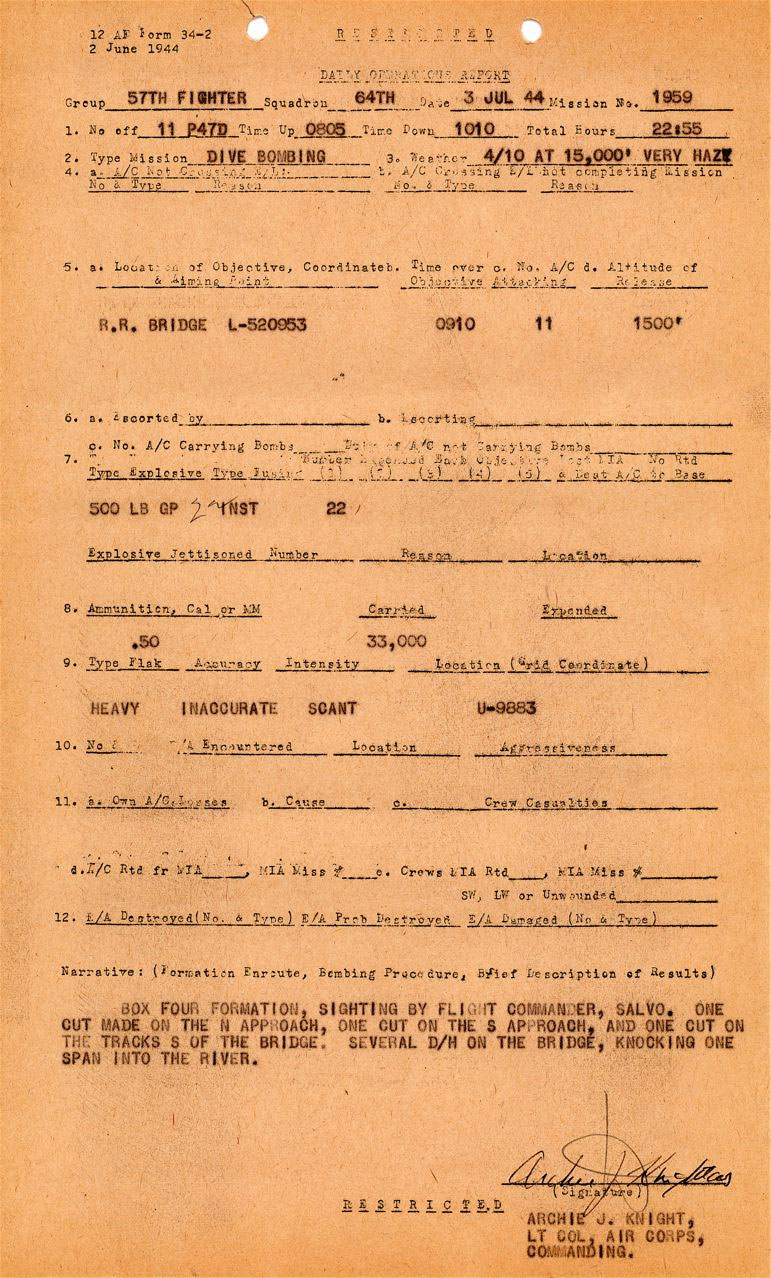 12 AF Form 34-2
2 June 1944
RESTRICTED
DAILY OPERATIONS REPORT
Group 57TH FIGHTER Squadron 64TH Date 3 JUL 44 Mission No. 1959
1. No off 11 P47D Time Up 0805 Time Down 1010 Total Hours 22:55
2. Type Mission DIVE BOMBING 3. Weather 4/10 AT 15,000' VERY HAZY
4. a. A/C Not Crossing E/L: b. A/C Crossing E/L not completing Mission
No & Type Reason No. & Type Reason
5. a. Location of Objective, Coordinate b. Time over c. No. A/C d. Altitude of
& Aiming Point Objective Attacking Release
R.R. BRIDGE L-520953 0910 11 1500'
6. a. Escorted by b. Escorting
c. No. A/C Carrying Bombs of A/C not Carrying Bombs
7. Number Expended Each Objective Lost MIA No Rtd
Type Explosive Type Fusing (1) (2) (3) (4) (5) & Lost A/C to Base
500 LB GP INST 22
Explosive Jettisoned Number Reason Location
8. Ammunition, Cal or MM Carried Expended
.50 33,000
9. Type Flak Accuracy Intensity Location (Grid Coordinate)
HEAVY INACCURATE SCANT U-9883
10. No & E/A Encountered Location Aggressiveness
11. a. Own A/C Losses b. Cause c. Crew Casualties
d. A/C Rtd fr MIA , MIA Miss # e. Crews MIA Rtd , MIA Miss #
SW, LW or Unwounded
12. E/A Destroyed (No. & Type) E/A Prob Destroyed E/A Damaged (No & Type)
Narrative: (Formation Enroute, Bombing Procedure, Brief Description of Results)
BOX FOUR FORMATION, SIGHTING BY FLIGHT COMMANDER, SALVO. ONE
CUT MADE ON THE N APPROACH, ONE CUT ON THE S APPROACH, AND ONE CUT ON
THE TRACKS S OF THE BRIDGE. SEVERAL D/H ON THE BRIDGE, KNOCKING ONE
SPAN INTO THE RIVER.
Archie J Knight
(Signature)
RESTRICTED
ARCHIE J. KNIGHT,
LT COL, AIR CORPS,
COMMANDING.